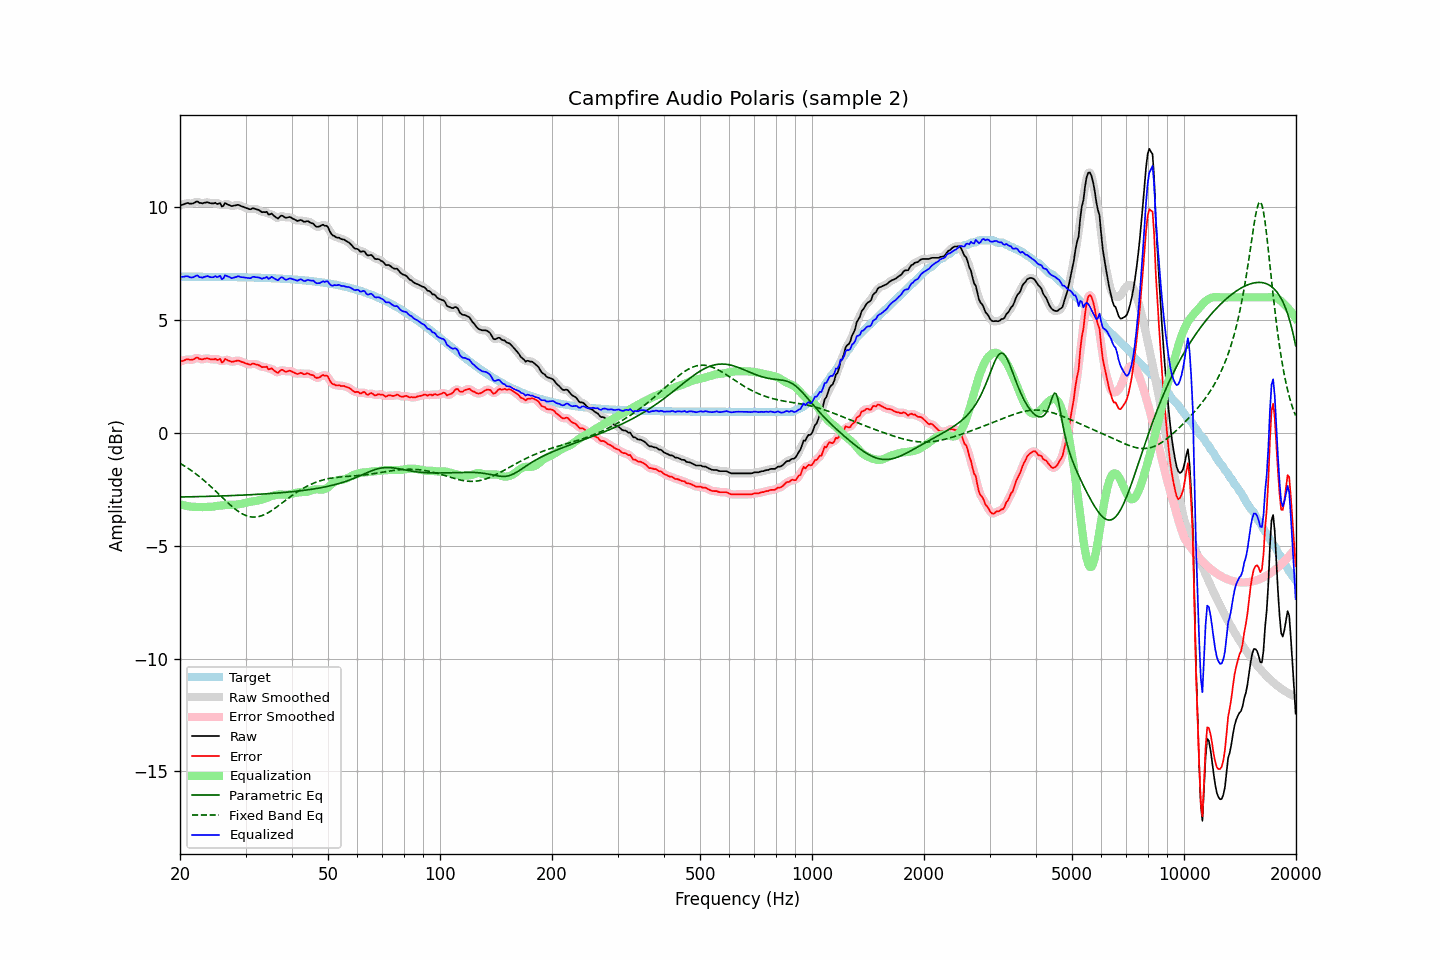 Campfire Audio Polaris (sample 2)
Amplitude (dBr)
10
5
0
−5
−10
−15
Target
Raw Smoothed
Error Smoothed
Raw
Error
Equalization
Parametric Eq
Fixed Band Eq
Equalized
20 50 100 200 500 1000 2000 5000 10000 20000
Frequency (Hz)